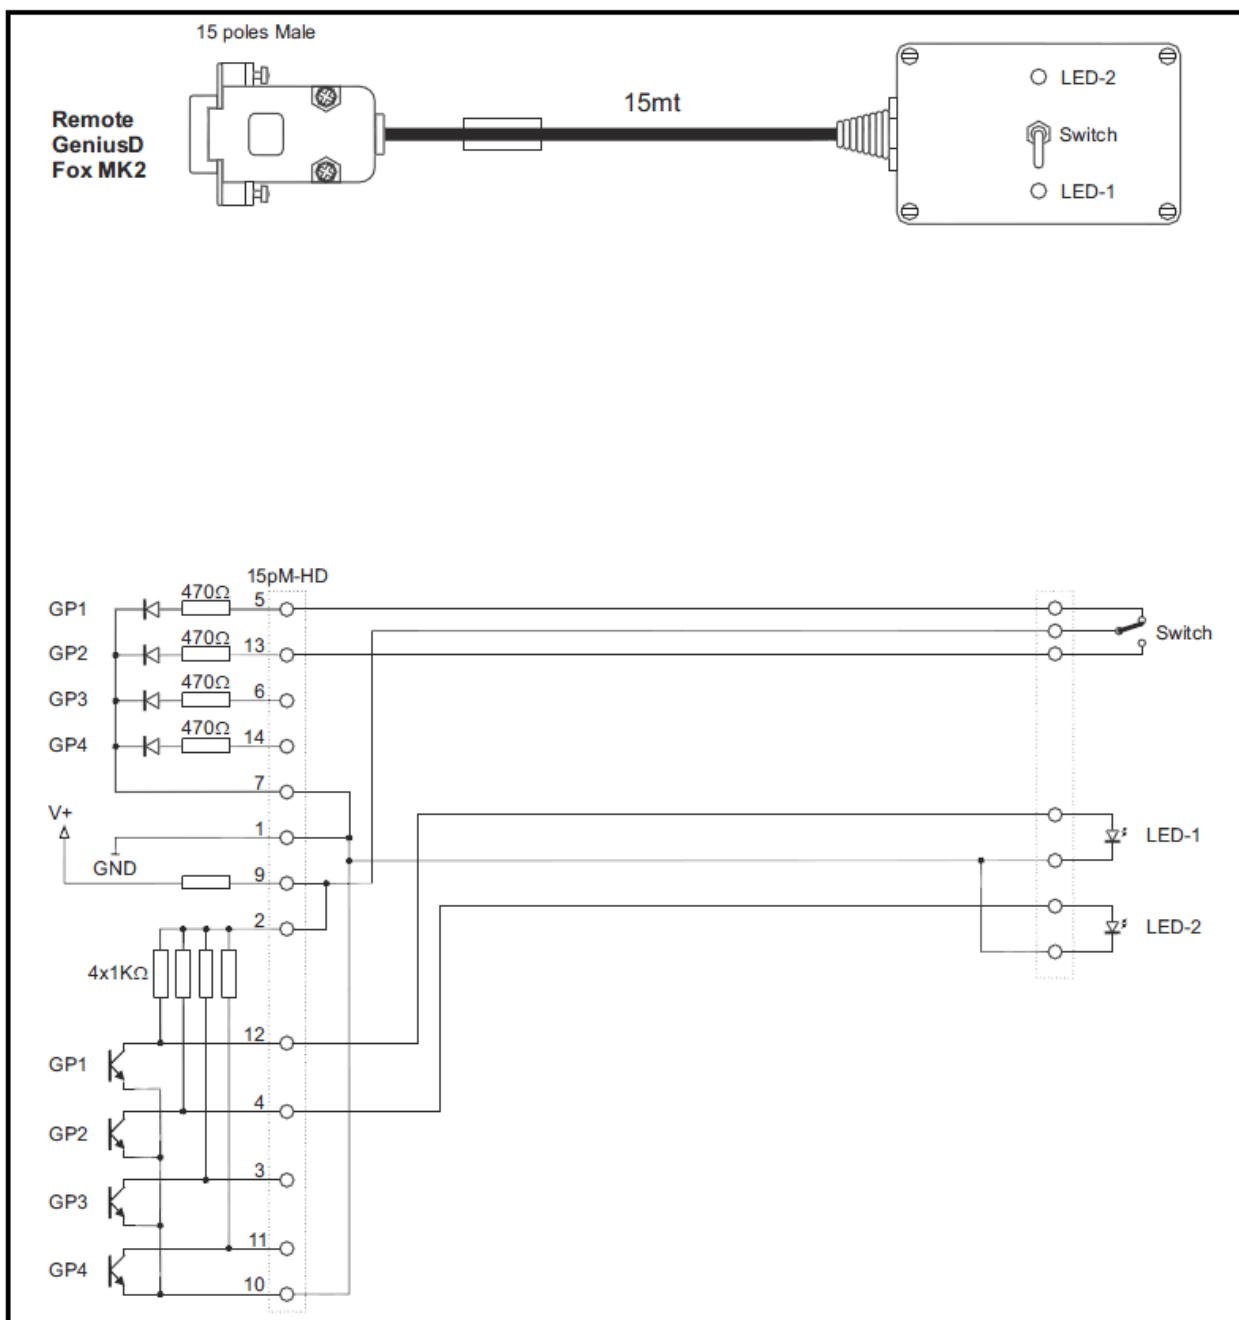 15 poles Male
Remote
GeniusD
Fox MK2
15mt
LED-2
Switch
LED-1
15pM-HD
GP1 470Ω 5
GP2 470Ω 13
Switch
GP3 470Ω 6
GP4 470Ω 14
7
V+
1
GND
LED-1
9
2
LED-2
4x1KΩ
12
GP1
4
GP2
3
GP3
11
GP4
10